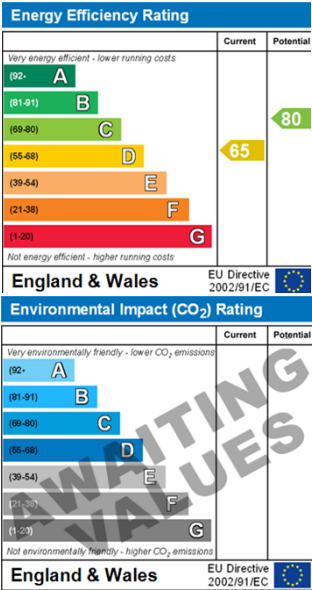 Energy Efficiency Rating
Current Potential
Very energy efficient - lower running costs
(92- A
(81-91) B
(69-80) C
80
(55-68) D
65
(39-54) E
(21-38) F
(1-20) G
Not energy efficient - higher running costs
England & Wales
EU Directive
2002/91/EC
Environmental Impact (CO2) Rating
Current Potential
Very environmentally friendly - lower CO2 emissions
(92- A
(81-91) B
(69-80) C
(55-68) D
(39-54) E
(21-38) F
(1-20) G
AWAITING
VALUES
Not environmentally friendly - higher CO2 emissions
England & Wales
EU Directive
2002/91/EC